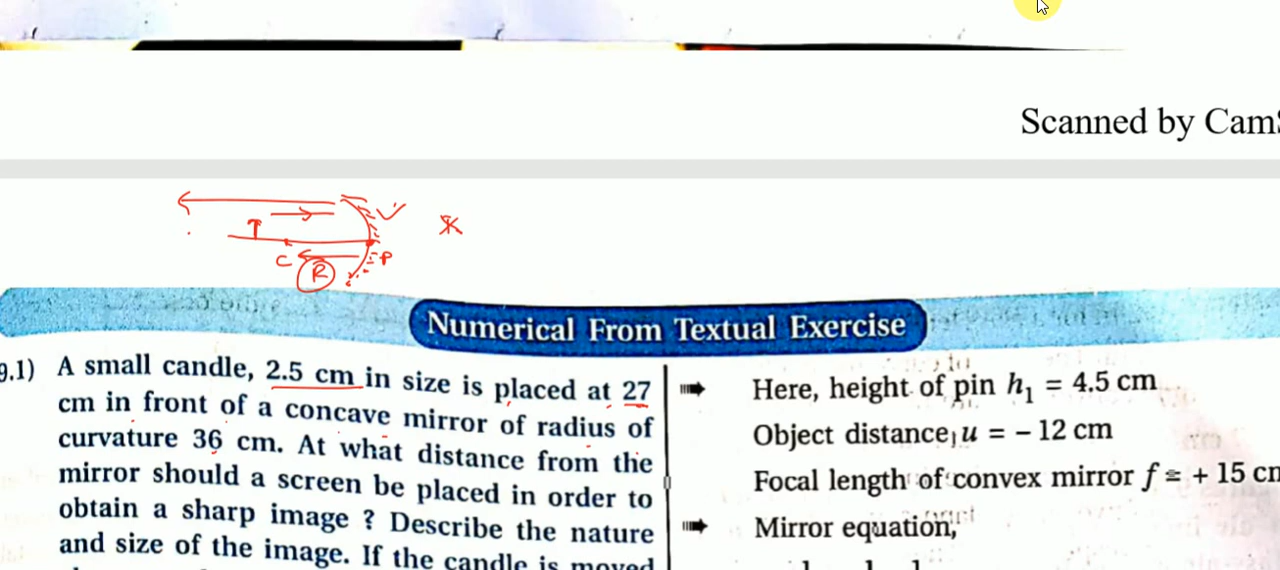 Scanned by Cam
C
R
P
Numerical From Textual Exercise
9.1) A small candle, 2.5 cm in size is placed at 27
cm in front of a concave mirror of radius of
curvature 36 cm. At what distance from the
mirror should a screen be placed in order to
obtain a sharp image ? Describe the nature
and size of the image. If the candle is moved
Here, height of pin h₁ = 4.5 cm
Object distance, u = – 12 cm
Focal length of convex mirror f = + 15 cm
Mirror equation,